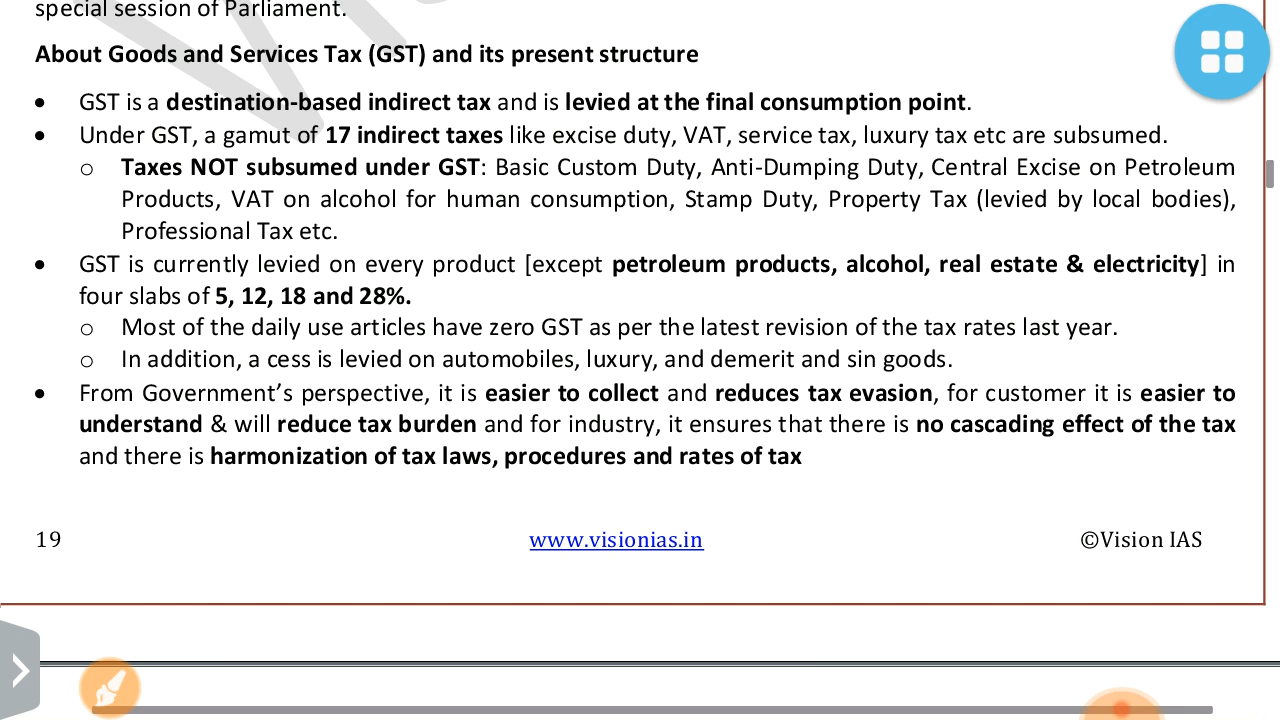 special session of Parliament.
About Goods and Services Tax (GST) and its present structure
• GST is a destination-based indirect tax and is levied at the final consumption point.
• Under GST, a gamut of 17 indirect taxes like excise duty, VAT, service tax, luxury tax etc are subsumed.
o Taxes NOT subsumed under GST: Basic Custom Duty, Anti-Dumping Duty, Central Excise on Petroleum
Products, VAT on alcohol for human consumption, Stamp Duty, Property Tax (levied by local bodies),
Professional Tax etc.
• GST is currently levied on every product [except petroleum products, alcohol, real estate & electricity] in
four slabs of 5, 12, 18 and 28%.
o Most of the daily use articles have zero GST as per the latest revision of the tax rates last year.
o In addition, a cess is levied on automobiles, luxury, and demerit and sin goods.
• From Government’s perspective, it is easier to collect and reduces tax evasion, for customer it is easier to
understand & will reduce tax burden and for industry, it ensures that there is no cascading effect of the tax
and there is harmonization of tax laws, procedures and rates of tax
19 www.visionias.in ©Vision IAS